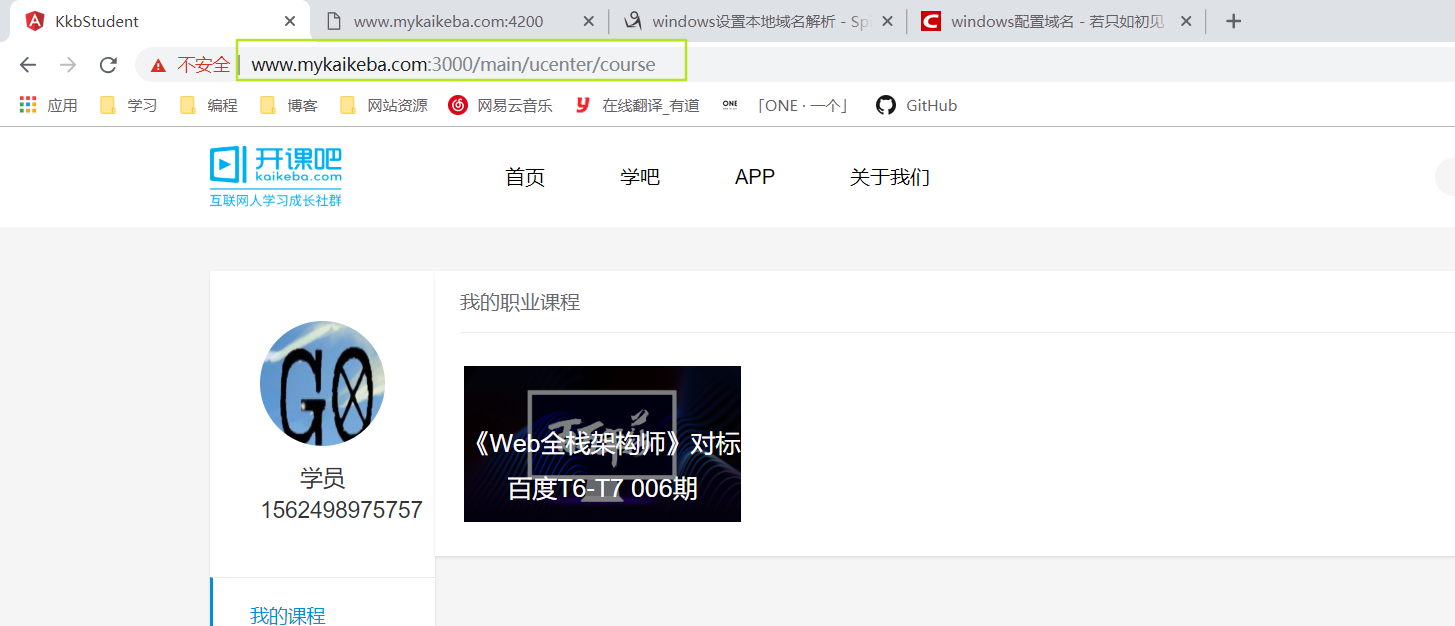 KkbStudent
www.mykaikeba.com:4200
windows设置本地域名解析 - Sp
windows配置域名 - 若只如初见
不安全 | www.mykaikeba.com:3000/main/ucenter/course
应用 学习 编程 博客 网站资源 网易云音乐 y 在线翻译_有道 ONE 「ONE · 一个」 GitHub
开课吧
kaikeba.com
互联网人学习成长社群
首页 学吧 APP 关于我们
我的职业课程
GO
《Web全栈架构师》对标
百度T6-T7 006期
学员
1562498975757
我的课程